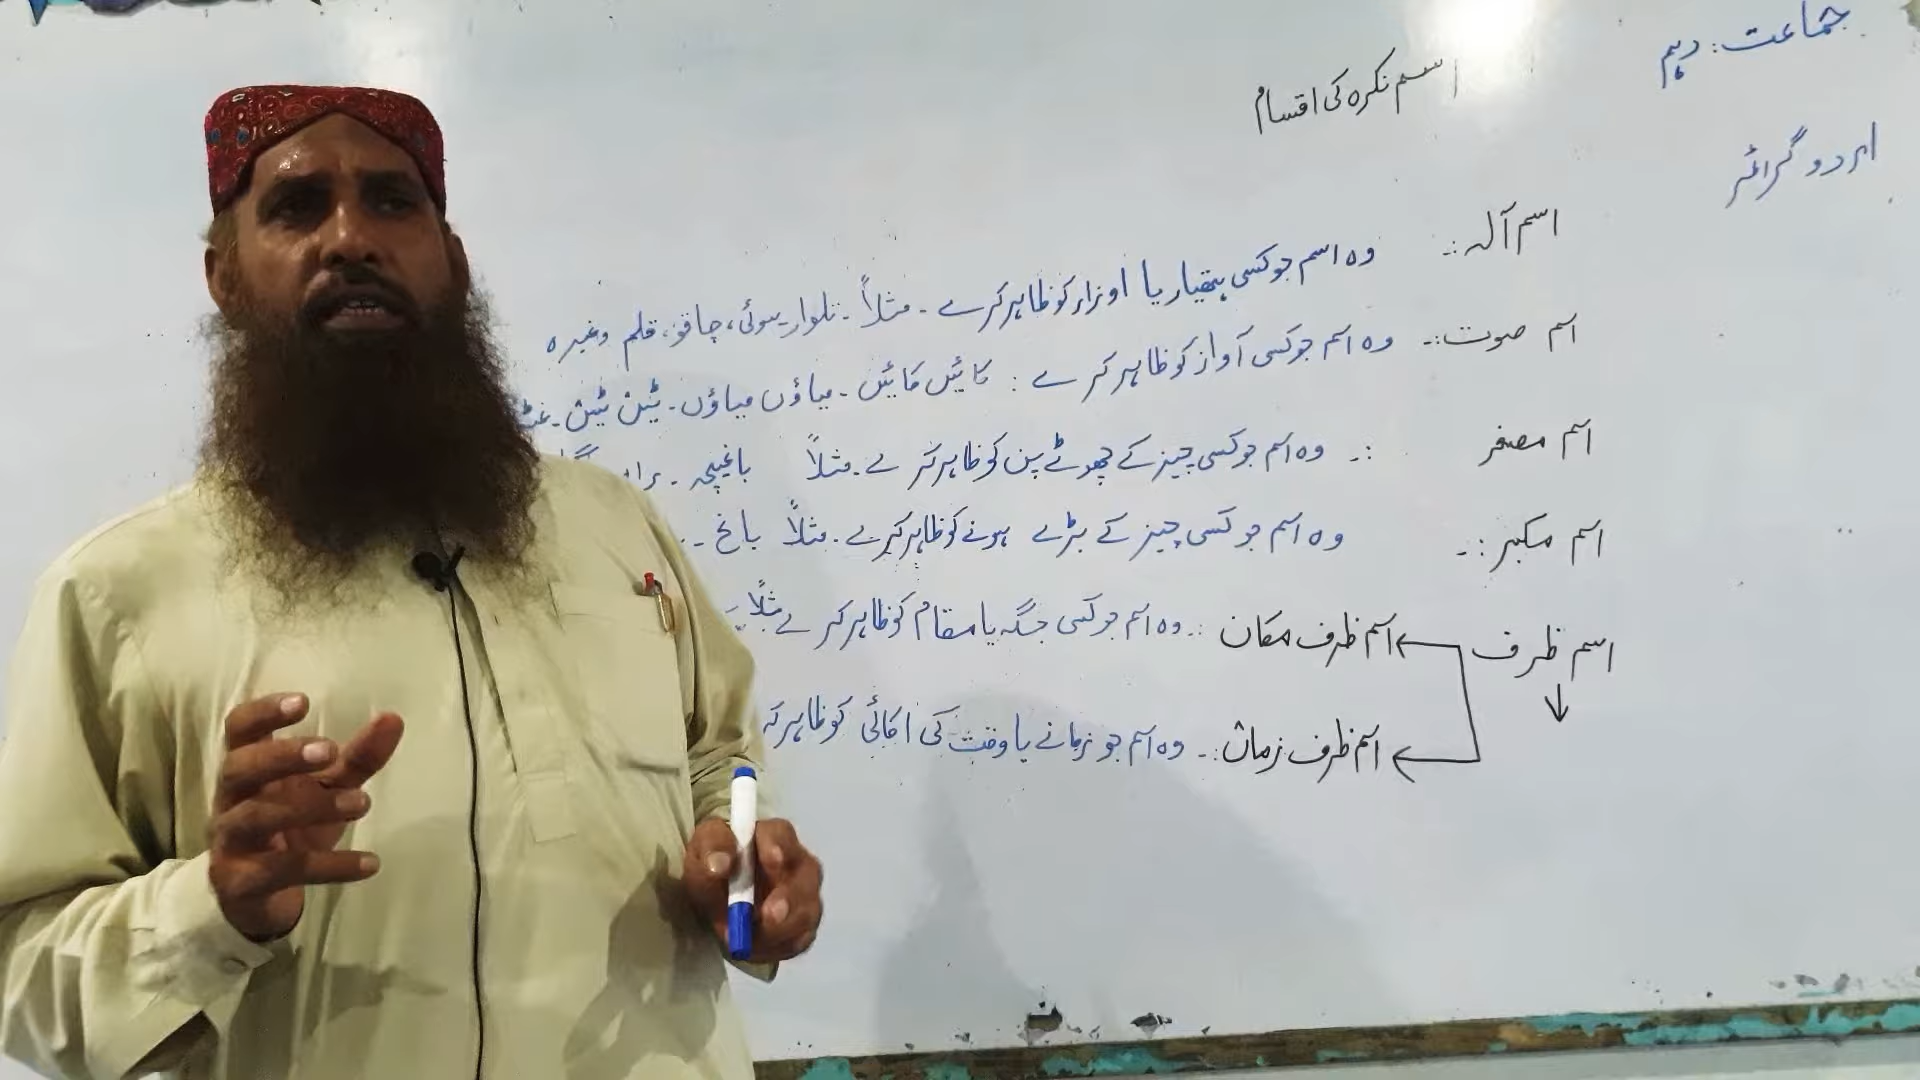 جماعت: دہم
اسم نکرہ کی اقسام
اردو گرائمر
اسم آلہ :۔ وہ اسم جو کسی ہتھیار یا اوزار کو ظاہر کرے ۔ مثلاً ۔ تلوار، سوئی، چاقو، قلم وغیرہ
اسم صوت :۔ وہ اسم جو کسی آواز کو ظاہر کرے : کائیں کائیں ۔ میاؤں میاؤں ۔ ٹین ٹین ۔
اسم مصغر :۔ وہ اسم جو کسی چیز کے چھوٹے پن کو ظاہر کرے ۔ مثلاً باغیچہ ۔
اسم مکبر :۔ وہ اسم جو کسی چیز کے بڑے ہونے کو ظاہر کرے ۔ مثلاً باغ ۔
اسم ظرف
اسم ظرف مکان :۔ وہ اسم جو کسی جگہ یا مقام کو ظاہر کرے مثلاً
اسم ظرف زماں :۔ وہ اسم جو زمانے یا وقت کی اکائی کو ظاہر